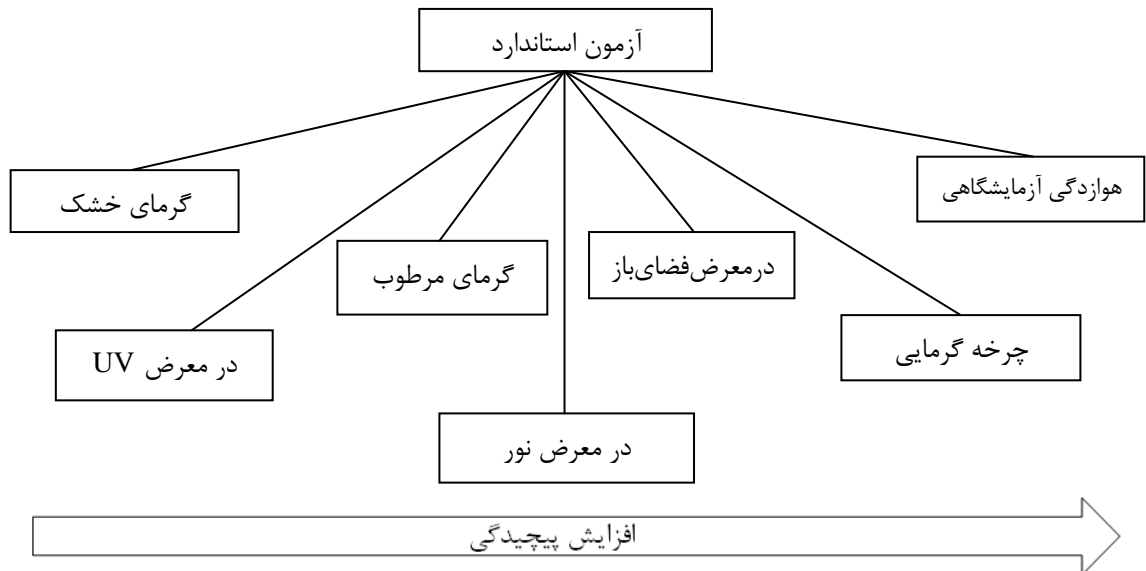 آزمون استاندارد
هوازدگی آزمایشگاهی
گرمای خشک
درمعرض‌فضای‌باز
گرمای مرطوب
چرخه گرمایی
در معرض UV
در معرض نور
افزایش پیچیدگی